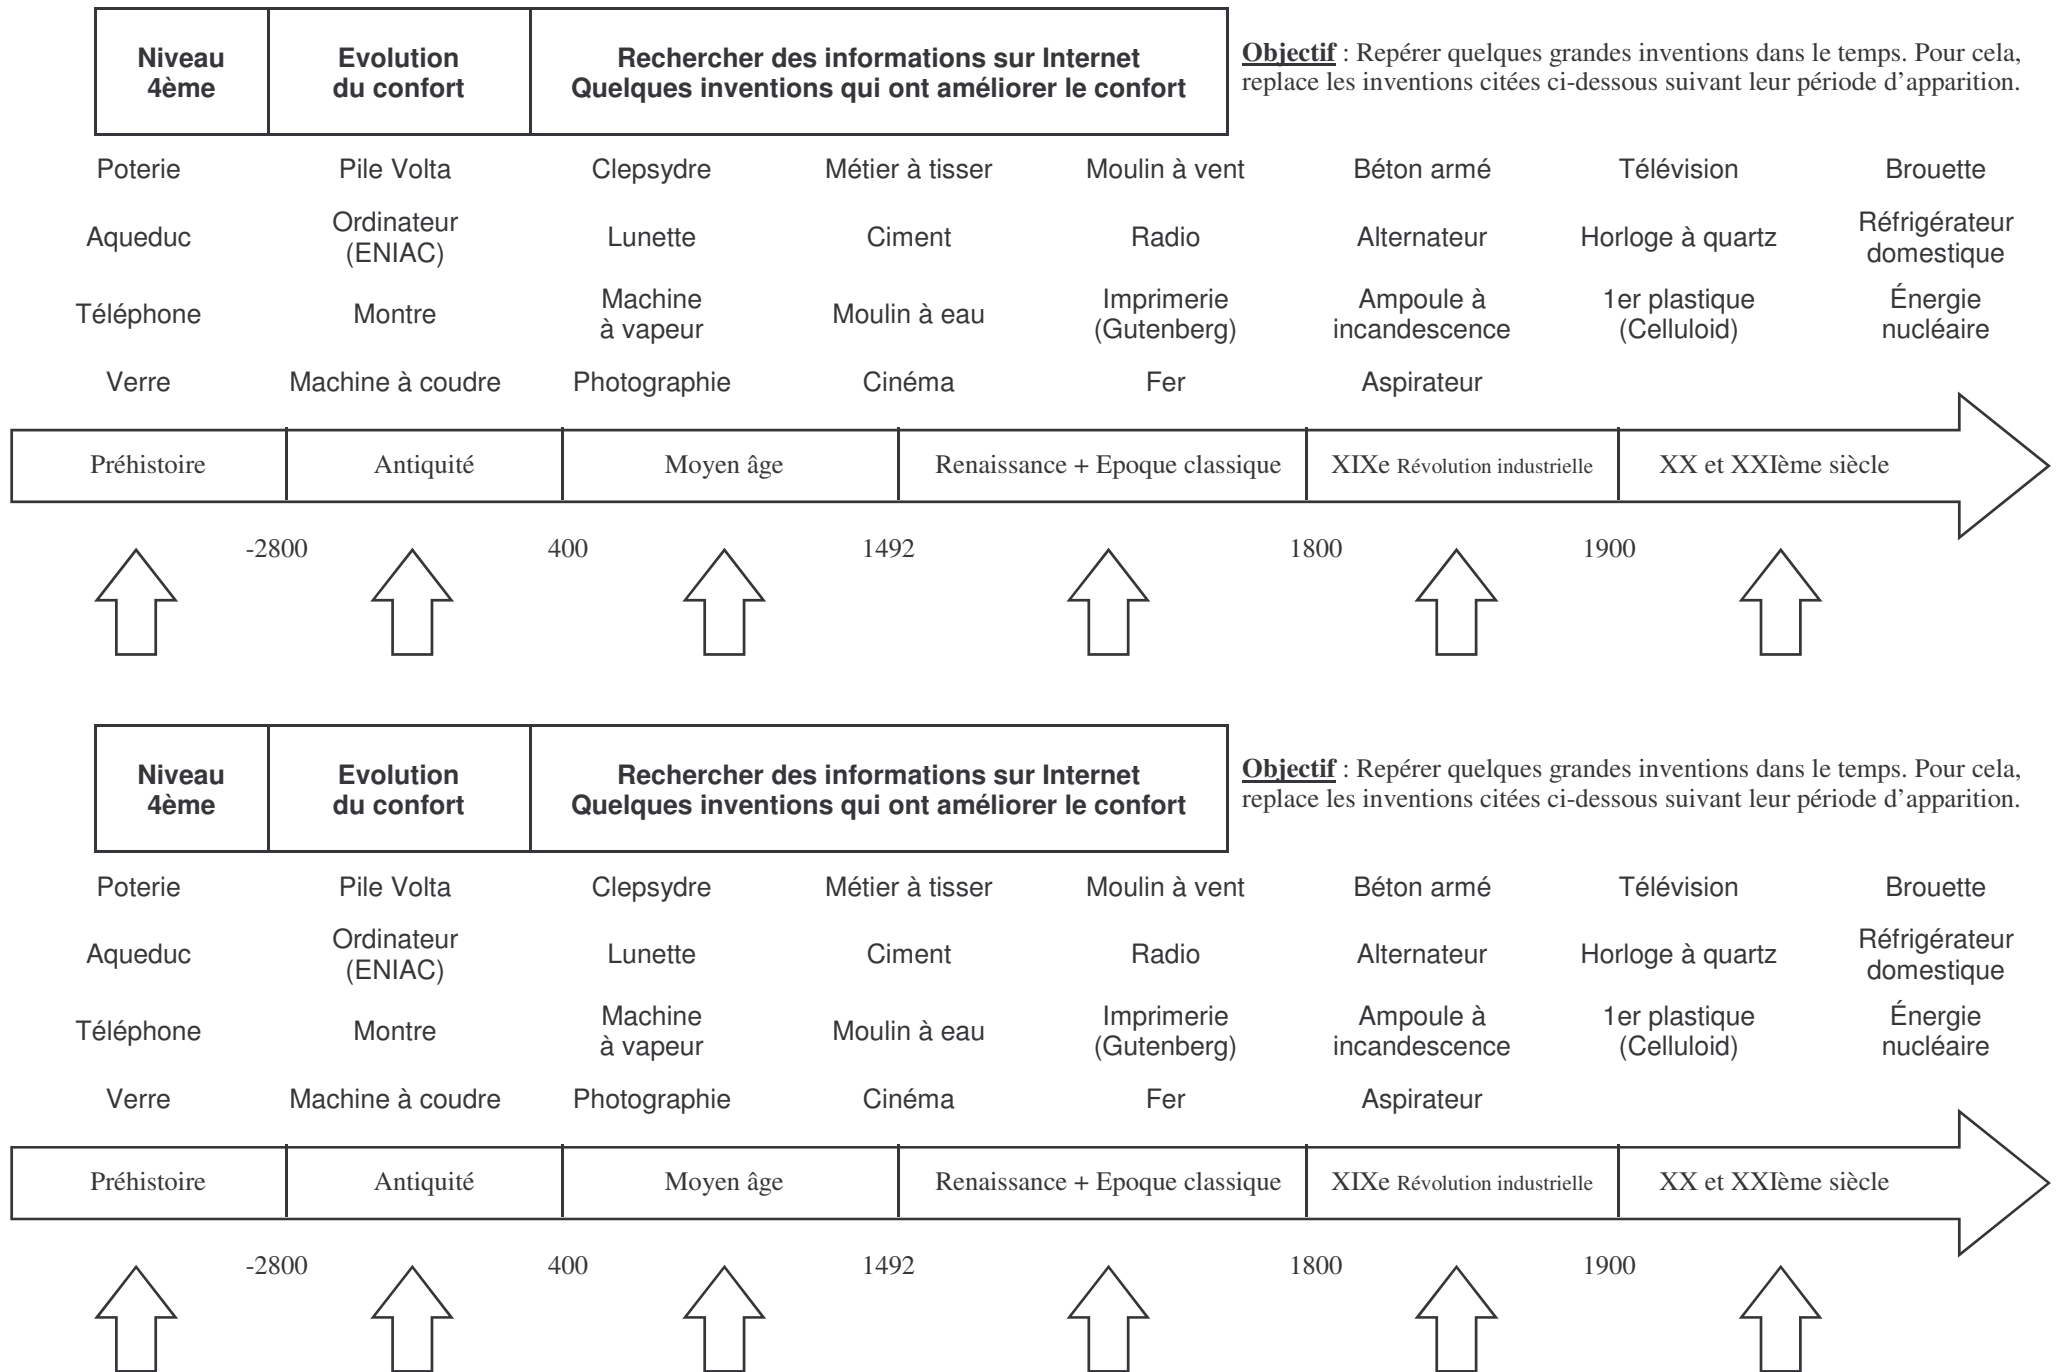 Niveau
4ème
Evolution
du confort
Rechercher des informations sur Internet
Quelques inventions qui ont améliorer le confort
Objectif : Repérer quelques grandes inventions dans le temps. Pour cela,
replace les inventions citées ci-dessous suivant leur période d'apparition.
Poterie Pile Volta Clepsydre Métier à tisser Moulin à vent Béton armé Télévision Brouette
Aqueduc
Ordinateur
(ENIAC)
Lunette Ciment Radio Alternateur Horloge à quartz
Réfrigérateur
domestique
Téléphone Montre
Machine
à vapeur
Moulin à eau
Imprimerie
(Gutenberg)
Ampoule à
incandescence
1er plastique
(Celluloid)
Énergie
nucléaire
Verre Machine à coudre Photographie Cinéma Fer Aspirateur
Préhistoire Antiquité Moyen âge Renaissance + Epoque classique XIXe Révolution industrielle XX et XXIème siècle
-2800 400 1492 1800 1900
Niveau
4ème
Evolution
du confort
Rechercher des informations sur Internet
Quelques inventions qui ont améliorer le confort
Objectif : Repérer quelques grandes inventions dans le temps. Pour cela,
replace les inventions citées ci-dessous suivant leur période d'apparition.
Poterie Pile Volta Clepsydre Métier à tisser Moulin à vent Béton armé Télévision Brouette
Aqueduc
Ordinateur
(ENIAC)
Lunette Ciment Radio Alternateur Horloge à quartz
Réfrigérateur
domestique
Téléphone Montre
Machine
à vapeur
Moulin à eau
Imprimerie
(Gutenberg)
Ampoule à
incandescence
1er plastique
(Celluloid)
Énergie
nucléaire
Verre Machine à coudre Photographie Cinéma Fer Aspirateur
Préhistoire Antiquité Moyen âge Renaissance + Epoque classique XIXe Révolution industrielle XX et XXIème siècle
-2800 400 1492 1800 1900